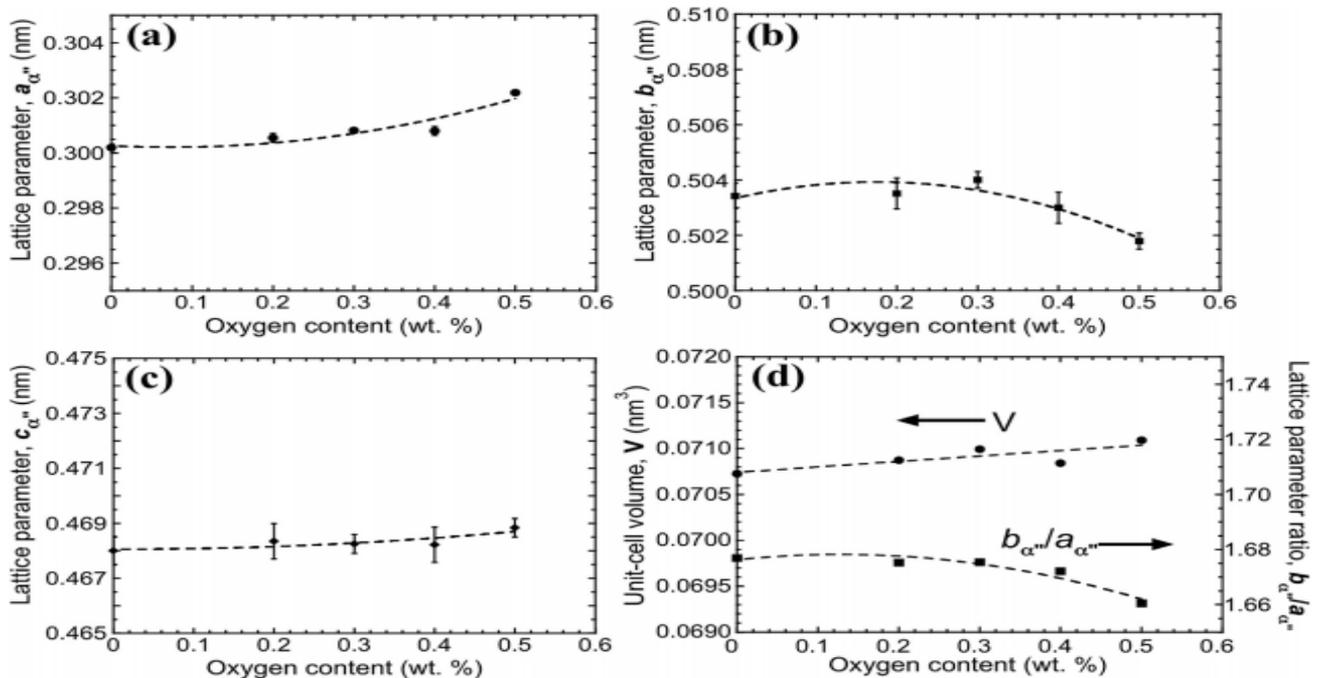 (a)
Lattice parameter, aα'' (nm)
0.304
0.302
0.300
0.298
0.296
0 0.1 0.2 0.3 0.4 0.5 0.6
Oxygen content (wt. %)
(b)
Lattice parameter, bα'' (nm)
0.510
0.508
0.506
0.504
0.502
0.500
0 0.1 0.2 0.3 0.4 0.5 0.6
Oxygen content (wt. %)
(c)
Lattice parameter, cα'' (nm)
0.475
0.473
0.471
0.469
0.467
0.465
0 0.1 0.2 0.3 0.4 0.5 0.6
Oxygen content (wt. %)
(d)
Unit-cell volume, V (nm³)
0.0720
0.0715
0.0710
0.0705
0.0700
0.0695
0.0690
V
bα''/aα''
1.74
1.72
1.70
1.68
1.66
Lattice parameter ratio, bα''/aα''
0 0.1 0.2 0.3 0.4 0.5 0.6
Oxygen content (wt. %)